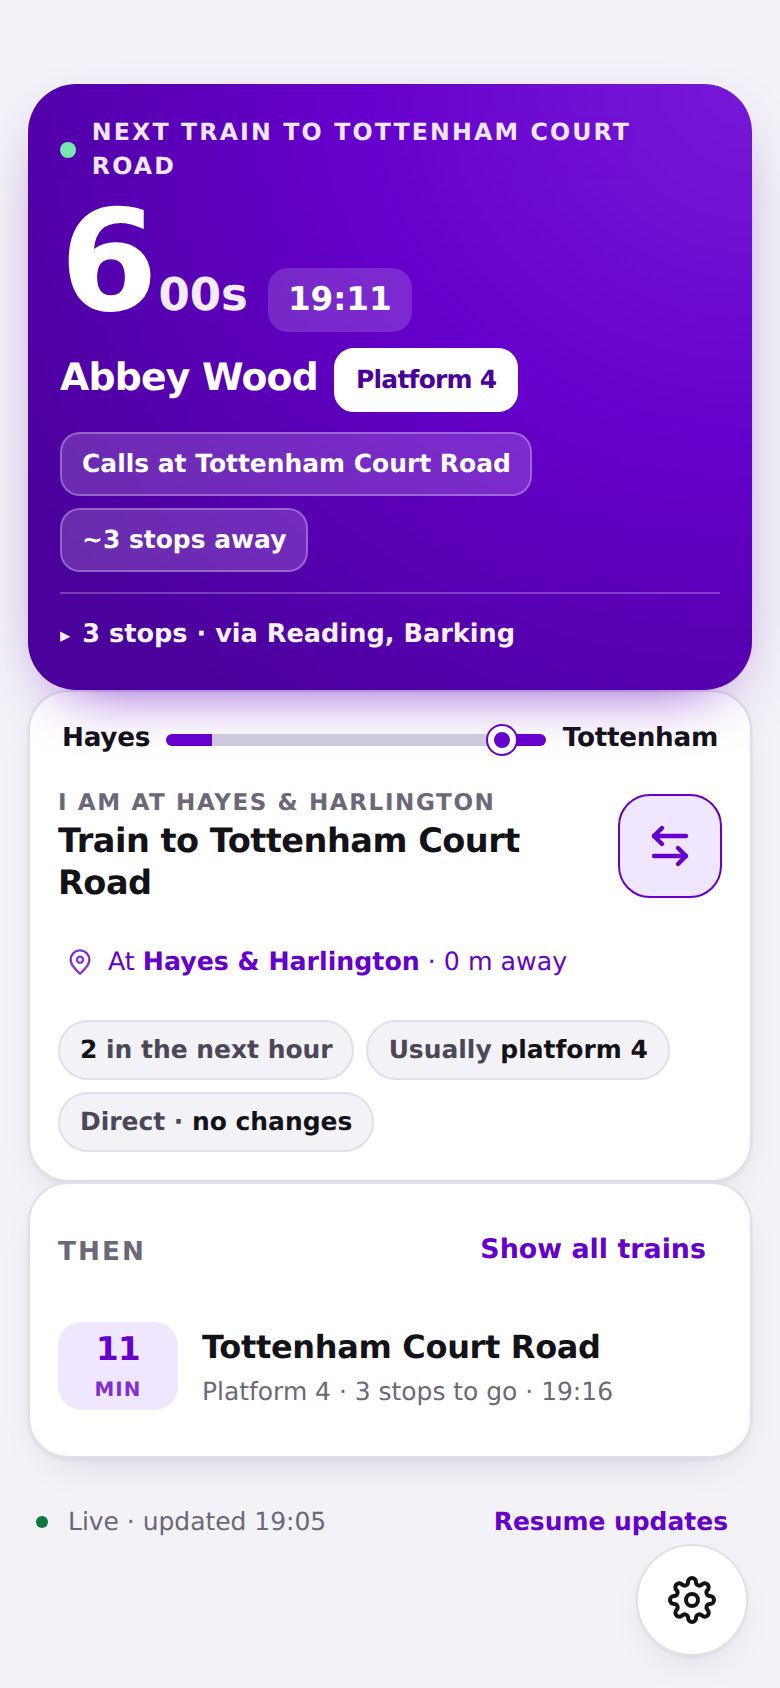 NEXT TRAIN TO TOTTENHAM COURT
ROAD
6 00s 19:11
Abbey Wood Platform 4
Calls at Tottenham Court Road
~3 stops away
▸ 3 stops · via Reading, Barking
Hayes Tottenham
I AM AT HAYES & HARLINGTON
Train to Tottenham Court
Road
At Hayes & Harlington · 0 m away
2 in the next hour Usually platform 4
Direct · no changes
THEN Show all trains
11 MIN
Tottenham Court Road
Platform 4 · 3 stops to go · 19:16
Live · updated 19:05 Resume updates